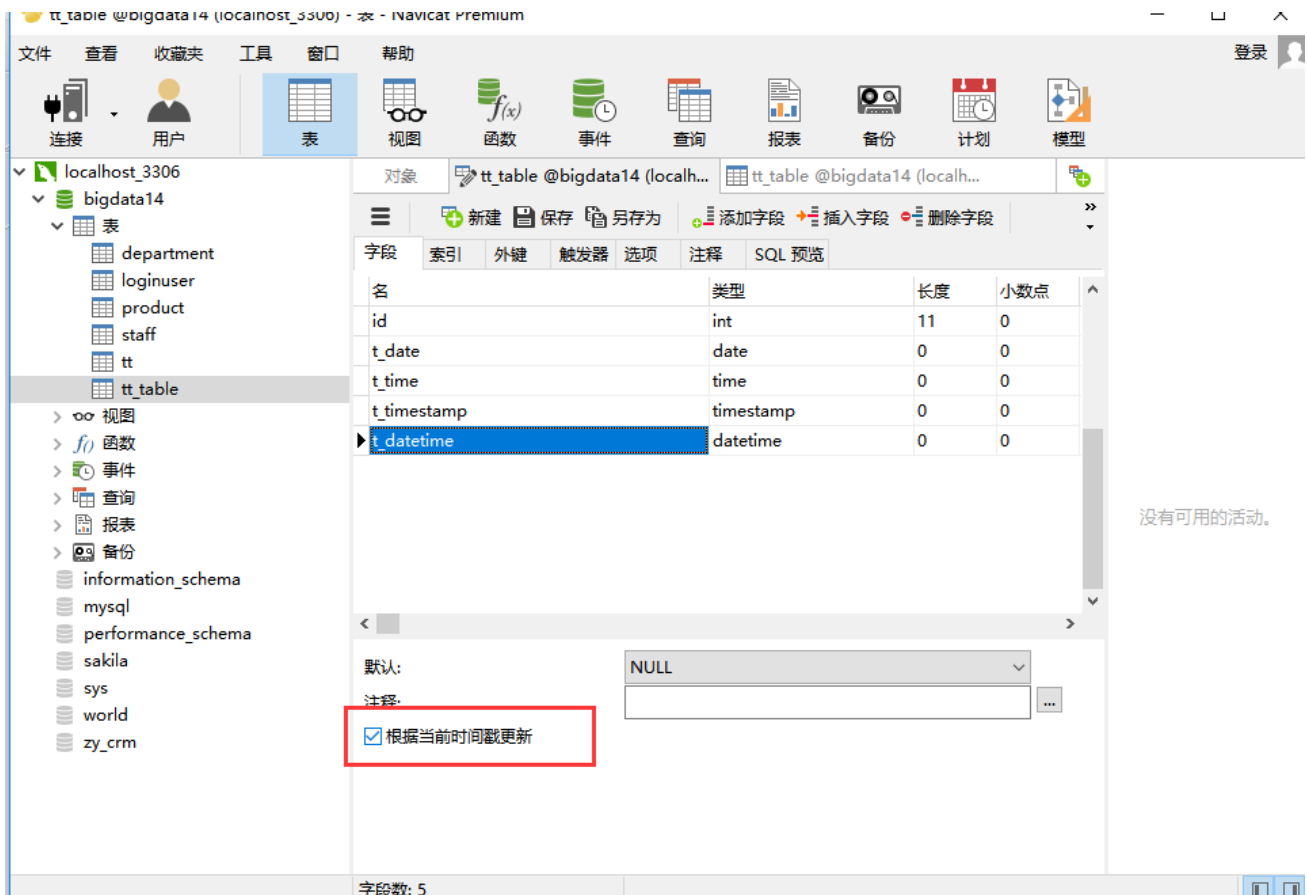 tt_table @bigdata14 (localhost_3306) - 表 - Navicat Premium
文件 查看 收藏夹 工具 窗口 帮助 登录
连接 用户 表 视图 函数 事件 查询 报表 备份 计划 模型
localhost_3306
bigdata14
表
department
loginuser
product
staff
tt
tt_table
视图
函数
事件
查询
报表
备份
information_schema
mysql
performance_schema
sakila
sys
world
zy_crm
对象 tt_table @bigdata14 (localh... tt_table @bigdata14 (localh...
新建 保存 另存为 添加字段 插入字段 删除字段 »
字段 索引 外键 触发器 选项 注释 SQL 预览
名 类型 长度 小数点
id int 11 0
t_date date 0 0
t_time time 0 0
t_timestamp timestamp 0 0
t_datetime datetime 0 0
默认: NULL
注释: ...
根据当前时间戳更新
没有可用的活动。
字段数: 5